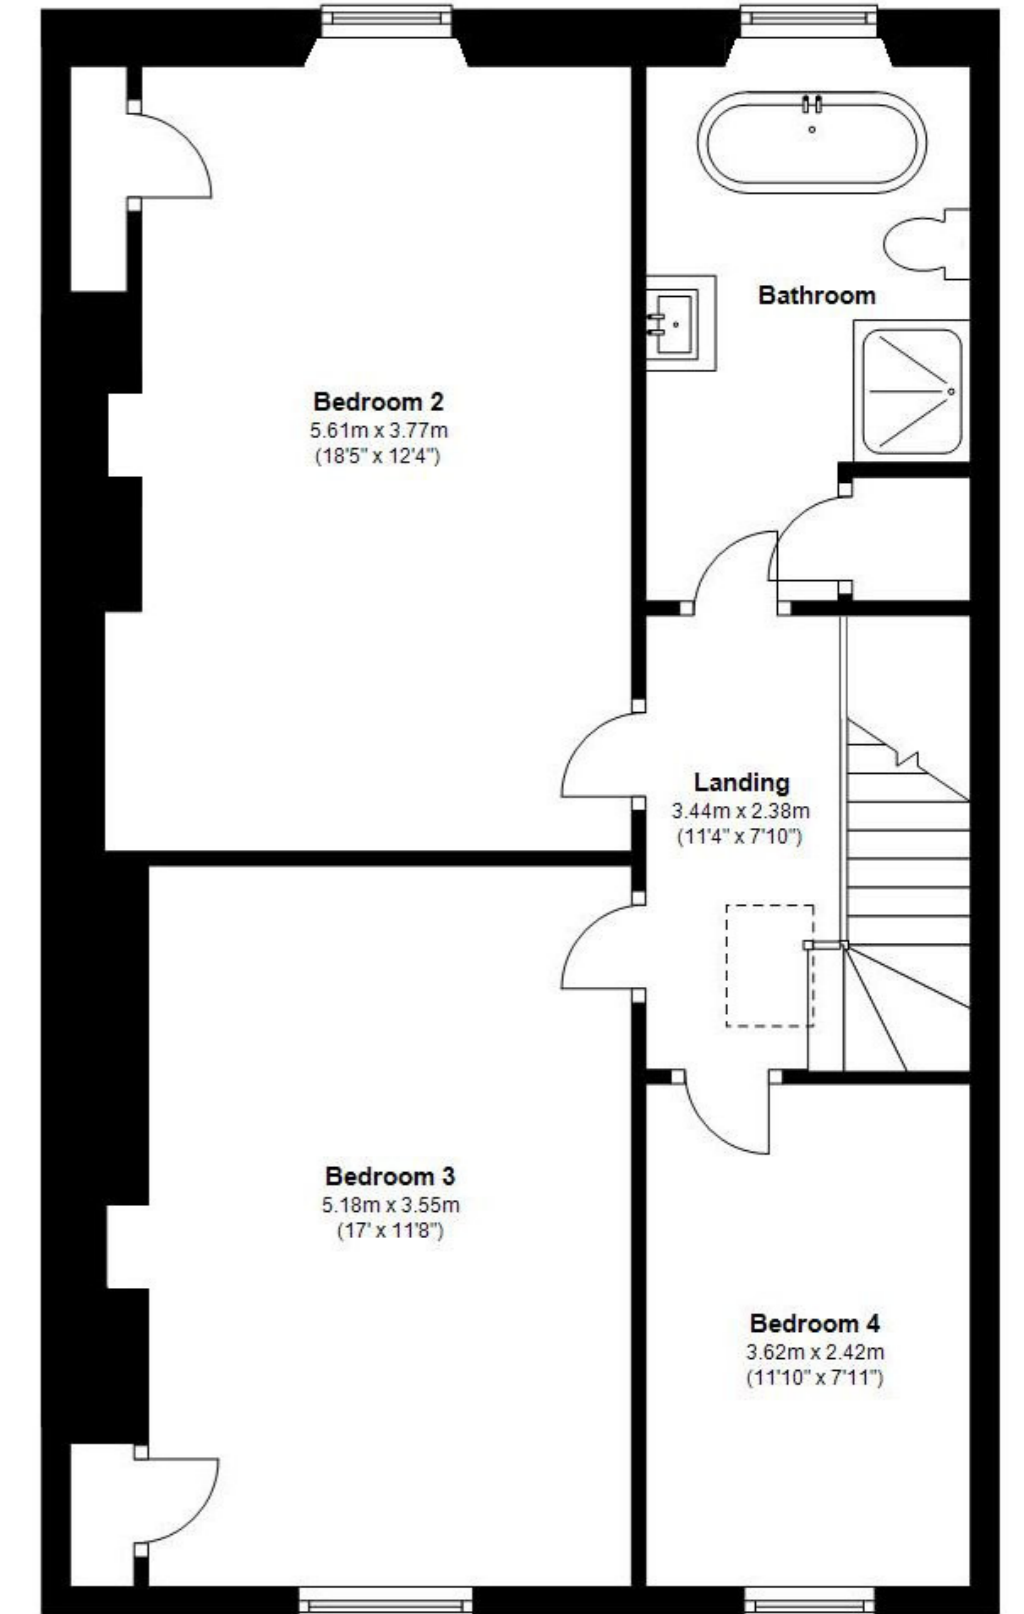 Bathroom
Bedroom 2
5.61m x 3.77m
(18'5" x 12'4")
Landing
3.44m x 2.38m
(11'4" x 7'10")
Bedroom 3
5.18m x 3.55m
(17' x 11'8")
Bedroom 4
3.62m x 2.42m
(11'10" x 7'11")